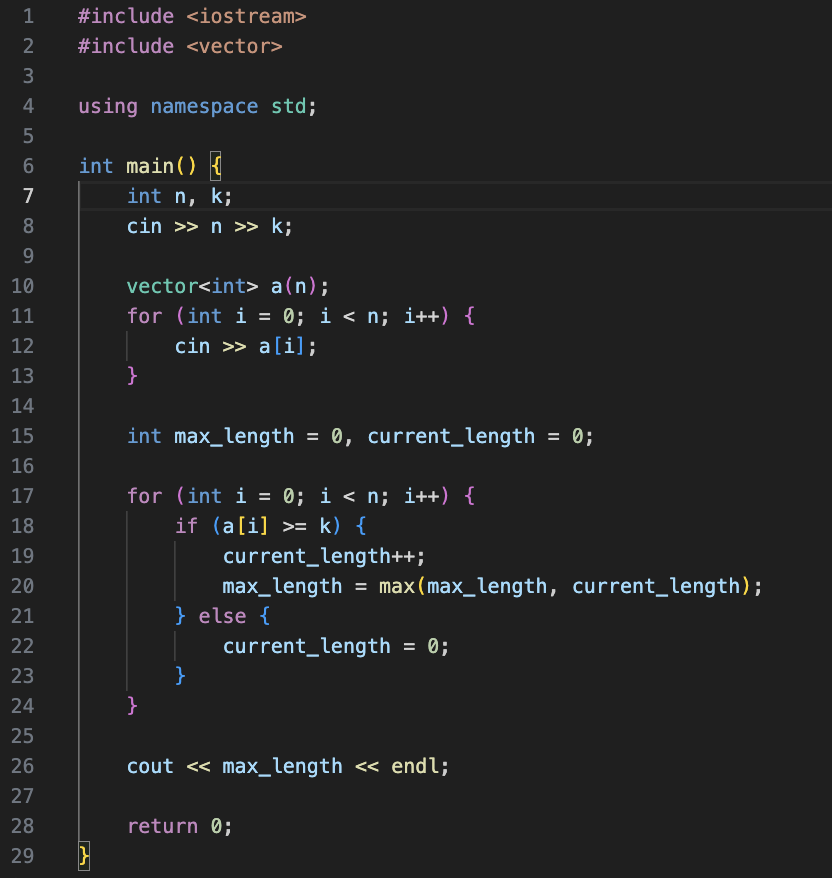 1 #include <iostream>
2 #include <vector>
3
4 using namespace std;
5
6 int main() {
7     int n, k;
8     cin >> n >> k;
9
10     vector<int> a(n);
11     for (int i = 0; i < n; i++) {
12         cin >> a[i];
13     }
14
15     int max_length = 0, current_length = 0;
16
17     for (int i = 0; i < n; i++) {
18         if (a[i] >= k) {
19             current_length++;
20             max_length = max(max_length, current_length);
21         } else {
22             current_length = 0;
23         }
24     }
25
26     cout << max_length << endl;
27
28     return 0;
29 }